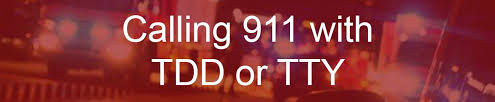 Calling 911 with
TDD or TTY